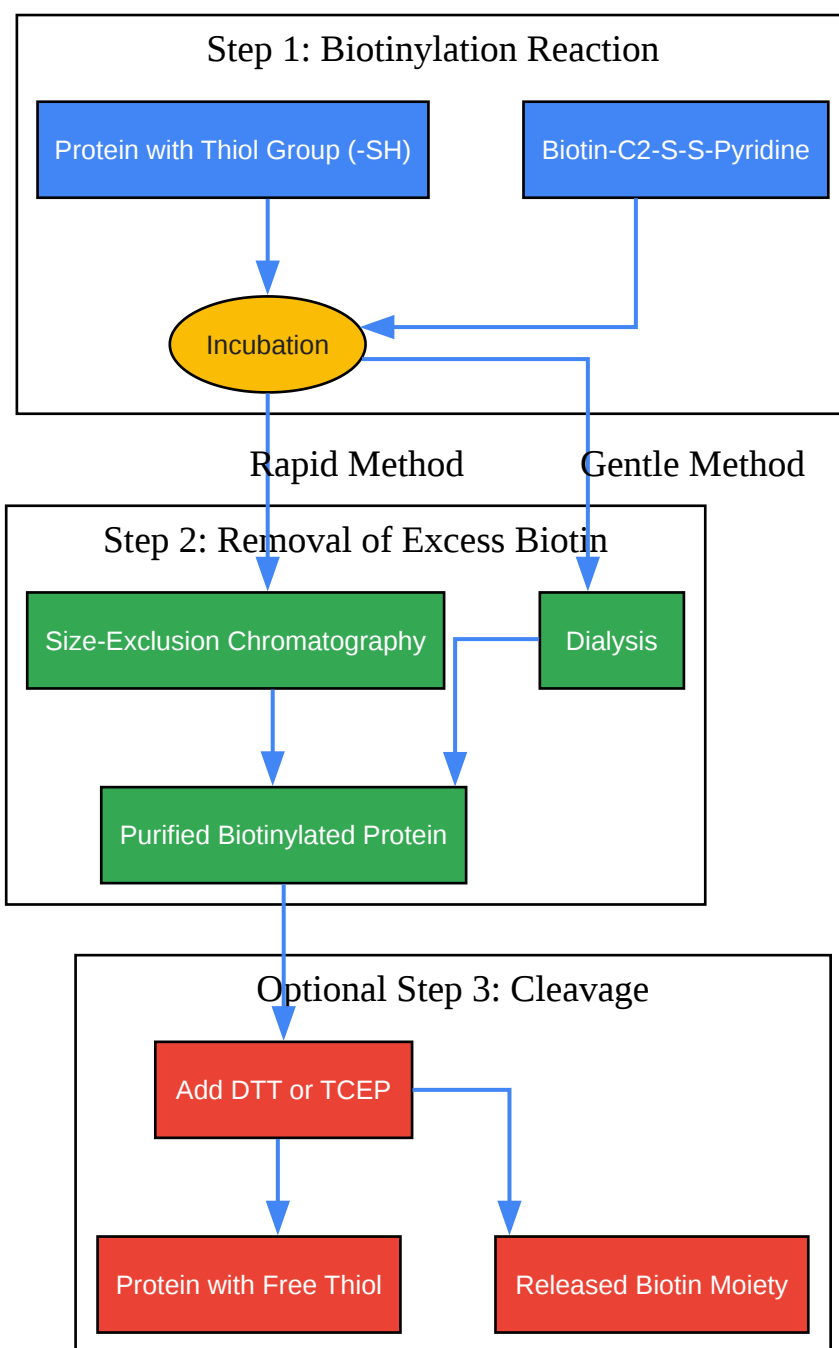 Step 1: Biotinylation Reaction
Protein with Thiol Group (-SH)
Biotin-C2-S-S-Pyridine
Incubation
Rapid Method
Gentle Method
Step 2: Removal of Excess Biotin
Size-Exclusion Chromatography
Dialysis
Purified Biotinylated Protein
Optional Step 3: Cleavage
Add DTT or TCEP
Protein with Free Thiol
Released Biotin Moiety